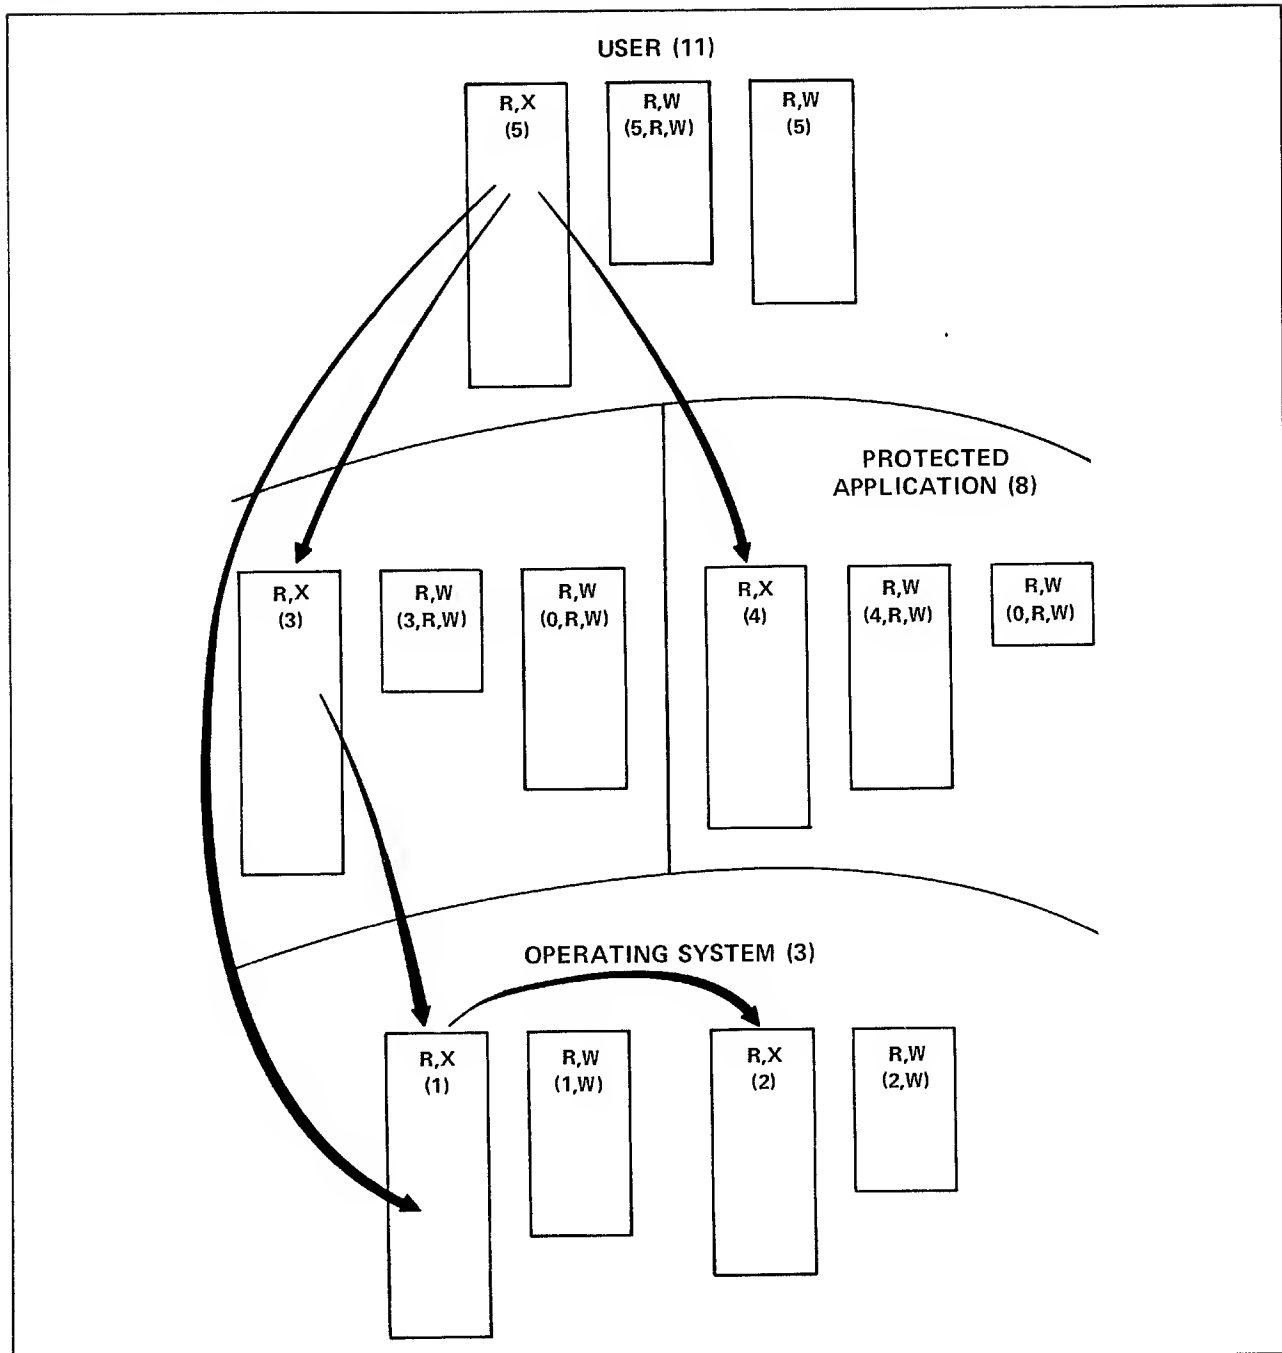 USER (11)
R,X
(5)
R,W
(5,R,W)
R,W
(5)
PROTECTED
APPLICATION (8)
R,X
(3)
R,W
(3,R,W)
R,W
(0,R,W)
R,X
(4)
R,W
(4,R,W)
R,W
(0,R,W)
OPERATING SYSTEM (3)
R,X
(1)
R,W
(1,W)
R,X
(2)
R,W
(2,W)